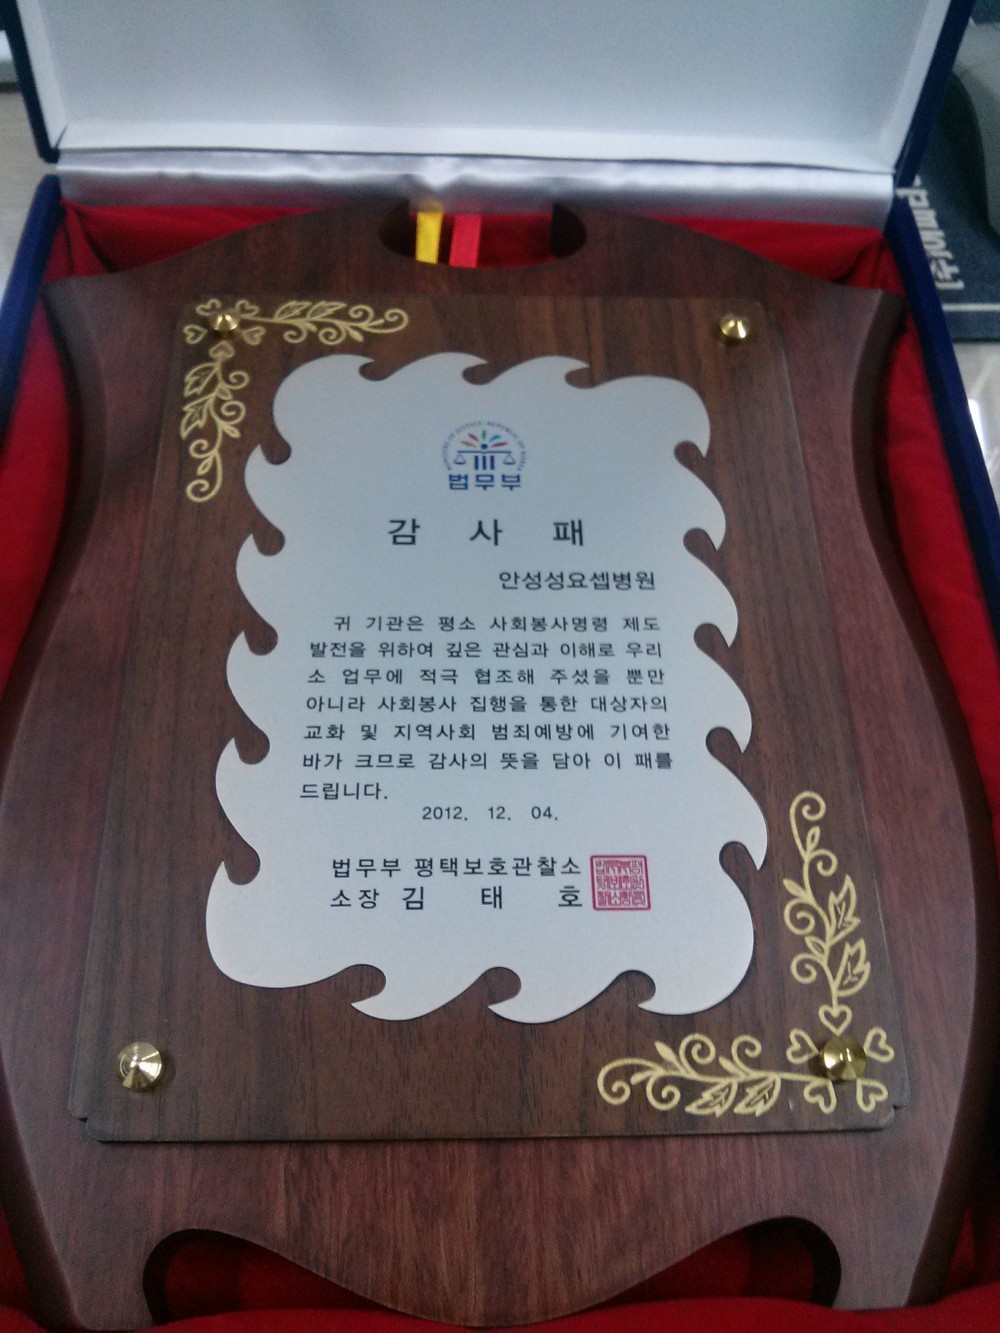 MINISTRY OF JUSTICE REPUBLIC OF KOREA
법무부
감 사 패
안성성요셉병원
귀 기관은 평소 사회봉사명령 제도
발전을 위하여 깊은 관심과 이해로 우리
소 업무에 적극 협조해 주셨을 뿐만
아니라 사회봉사 집행을 통한 대상자의
교화 및 지역사회 범죄예방에 기여한
바가 크므로 감사의 뜻을 담아 이 패를
드립니다.
2012. 12. 04.
법무부 평택보호관찰소
소장 김 태 호